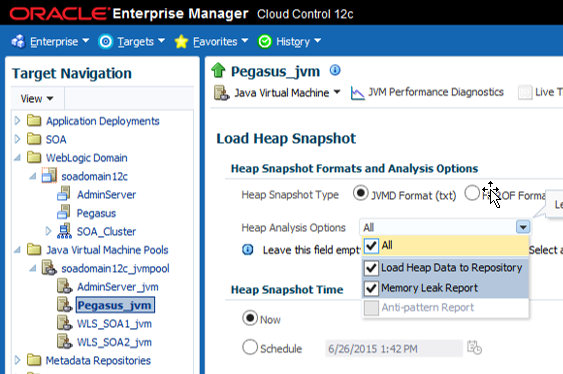 ORACLE Enterprise Manager Cloud Control 12c
Enterprise Targets Favorites History
Target Navigation
View
Application Deployments
SOA
WebLogic Domain
soadomain12c
AdminServer
Pegasus
SOA_Cluster
Java Virtual Machine Pools
soadomain12c_jvmpool
AdminServer_jvm
Pegasus_jvm
WLS_SOA1_jvm
WLS_SOA2_jvm
Metadata Repositories
Pegasus_jvm
Java Virtual Machine JVM Performance Diagnostics Live T
Load Heap Snapshot
Heap Snapshot Formats and Analysis Options
Heap Snapshot Type JVMD Format (txt) Forma
Le
Heap Analysis Options All
Leave this field empt Select a
All
Load Heap Data to Repository
Memory Leak Report
Anti-pattern Report
Heap Snapshot Time
Now
Schedule 6/26/2015 1:42 PM